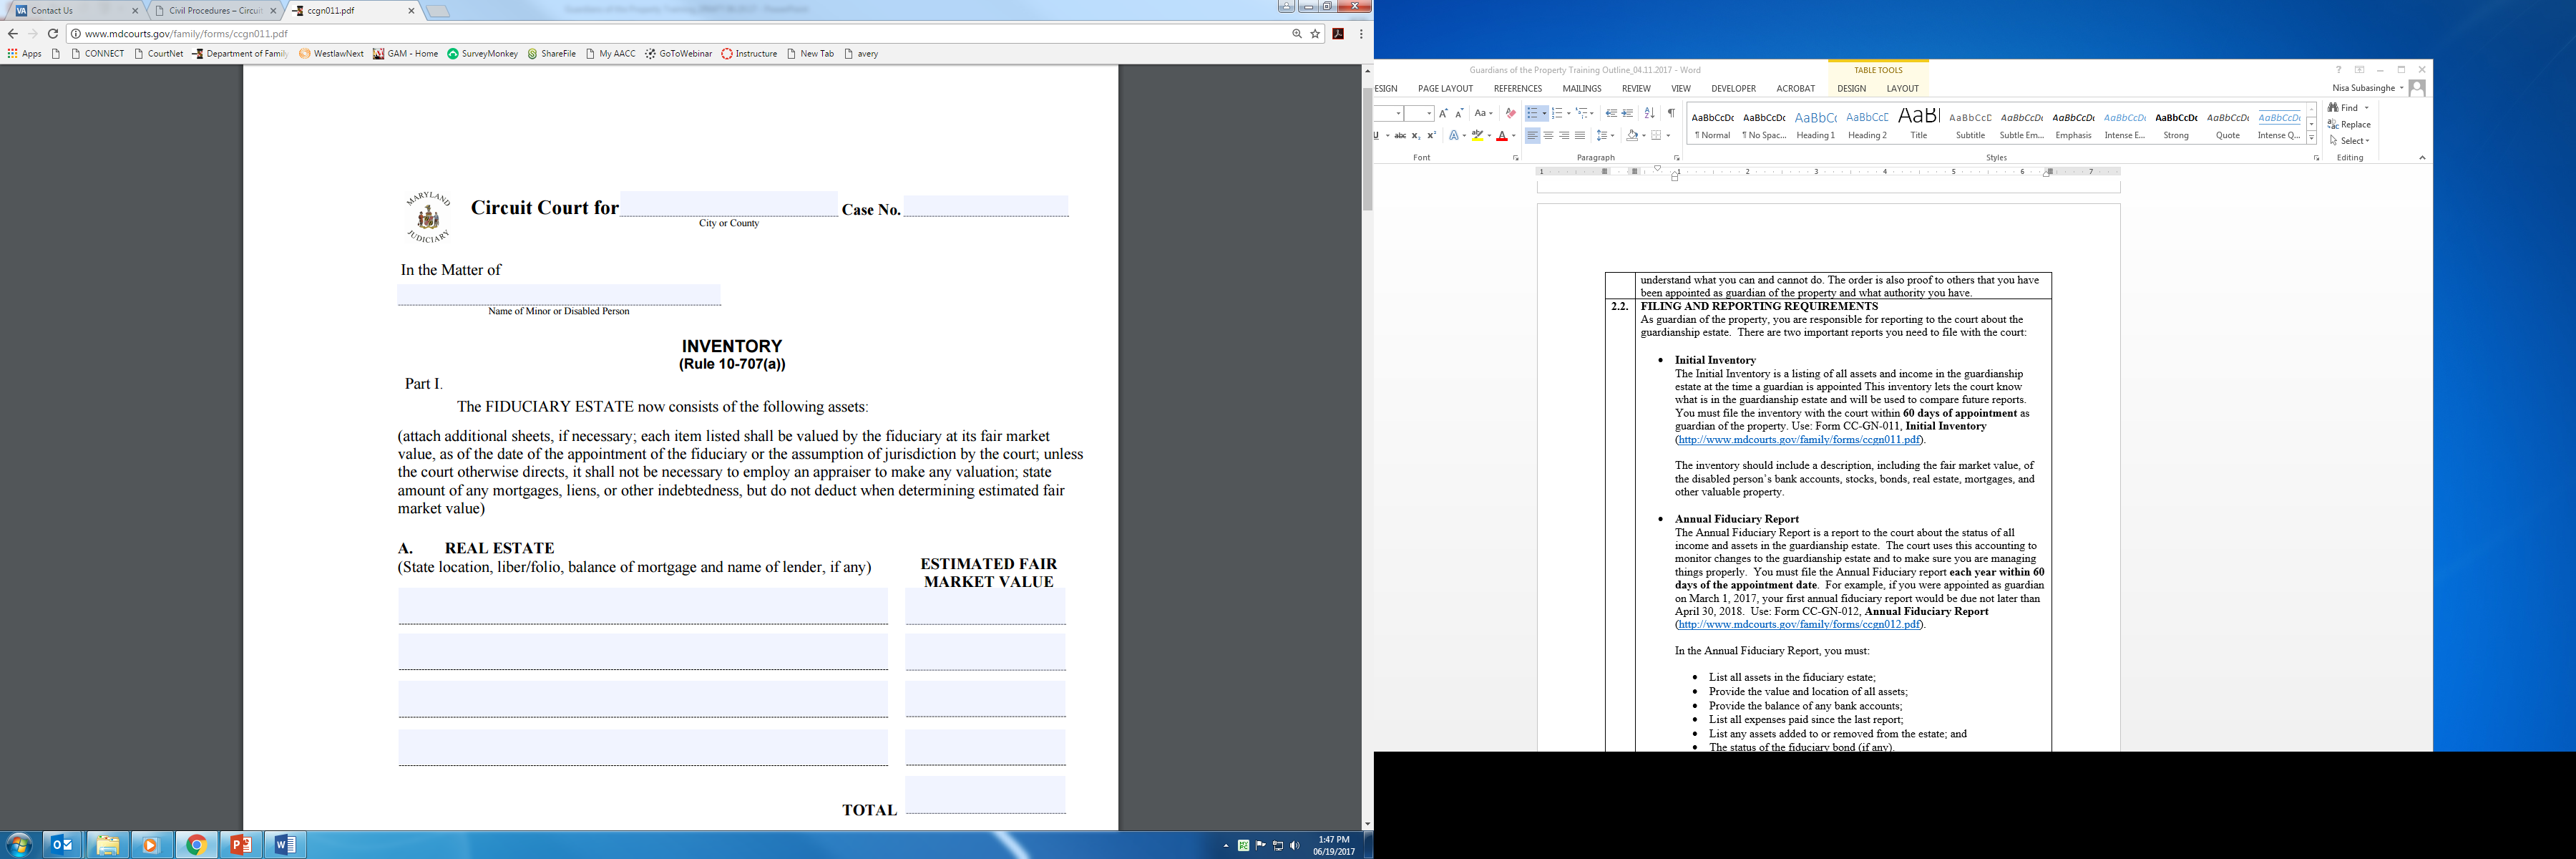 Contact Us
Civil Procedures – Circuit
ccgn011.pdf
www.mdcourts.gov/family/forms/ccgn011.pdf
Apps CONNECT CourtNet Department of Family WestlawNext GAM - Home SurveyMonkey ShareFile My AACC GoToWebinar Instructure New Tab avery
MARYLAND
JUDICIARY
Circuit Court for Case No.
City or County
In the Matter of
Name of Minor or Disabled Person
INVENTORY
(Rule 10-707(a))
Part I.
The FIDUCIARY ESTATE now consists of the following assets:
(attach additional sheets, if necessary; each item listed shall be valued by the fiduciary at its fair market
value, as of the date of the appointment of the fiduciary or the assumption of jurisdiction by the court; unless
the court otherwise directs, it shall not be necessary to employ an appraiser to make any valuation; state
amount of any mortgages, liens, or other indebtedness, but do not deduct when determining estimated fair
market value)
A. REAL ESTATE
(State location, liber/folio, balance of mortgage and name of lender, if any)
ESTIMATED FAIR
MARKET VALUE
TOTAL
1:47 PM
06/19/2017
Guardians of the Property Training Outline_04.11.2017 - Word
TABLE TOOLS
ESIGN PAGE LAYOUT REFERENCES MAILINGS REVIEW VIEW DEVELOPER ACROBAT DESIGN LAYOUT
Nisa Subasinghe
AaBbCcDc AaBbCcDc AaBbCc AaBbCcE AaB AaBbCcD AaBbCcDc AaBbCcDc AaBbCcDc AaBbCcDc AaBbCcDc AaBbCcDc
¶ Normal ¶ No Spac... Heading 1 Heading 2 Title Subtitle Subtle Em... Emphasis Intense E... Strong Quote Intense Q...
Find
Replace
Select
Font Paragraph Styles Editing
1 1 2 3 4 5 6 7
understand what you can and cannot do. The order is also proof to others that you have
been appointed as guardian of the property and what authority you have.
2.2. FILING AND REPORTING REQUIREMENTS
As guardian of the property, you are responsible for reporting to the court about the
guardianship estate. There are two important reports you need to file with the court:
• Initial Inventory
The Initial Inventory is a listing of all assets and income in the guardianship
estate at the time a guardian is appointed This inventory lets the court know
what is in the guardianship estate and will be used to compare future reports.
You must file the inventory with the court within 60 days of appointment as
guardian of the property. Use: Form CC-GN-011, Initial Inventory
(http://www.mdcourts.gov/family/forms/ccgn011.pdf).
The inventory should include a description, including the fair market value, of
the disabled person's bank accounts, stocks, bonds, real estate, mortgages, and
other valuable property.
• Annual Fiduciary Report
The Annual Fiduciary Report is a report to the court about the status of all
income and assets in the guardianship estate. The court uses this accounting to
monitor changes to the guardianship estate and to make sure you are managing
things properly. You must file the Annual Fiduciary report each year within 60
days of the appointment date. For example, if you were appointed as guardian
on March 1, 2017, your first annual fiduciary report would be due not later than
April 30, 2018. Use: Form CC-GN-012, Annual Fiduciary Report
(http://www.mdcourts.gov/family/forms/ccgn012.pdf).
In the Annual Fiduciary Report, you must:
• List all assets in the fiduciary estate;
• Provide the value and location of all assets;
• Provide the balance of any bank accounts;
• List all expenses paid since the last report;
• List any assets added to or removed from the estate; and
• The status of the fiduciary bond (if any).